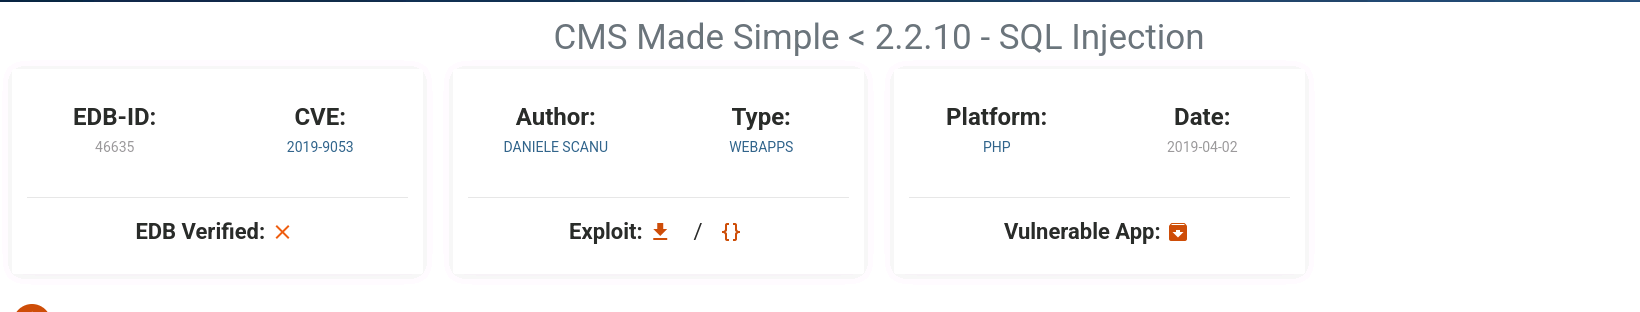 CMS Made Simple < 2.2.10 - SQL Injection
EDB-ID:
46635
CVE:
2019-9053
EDB Verified:
Author:
DANIELE SCANU
Type:
WEBAPPS
Exploit: / {}
Platform:
PHP
Date:
2019-04-02
Vulnerable App: